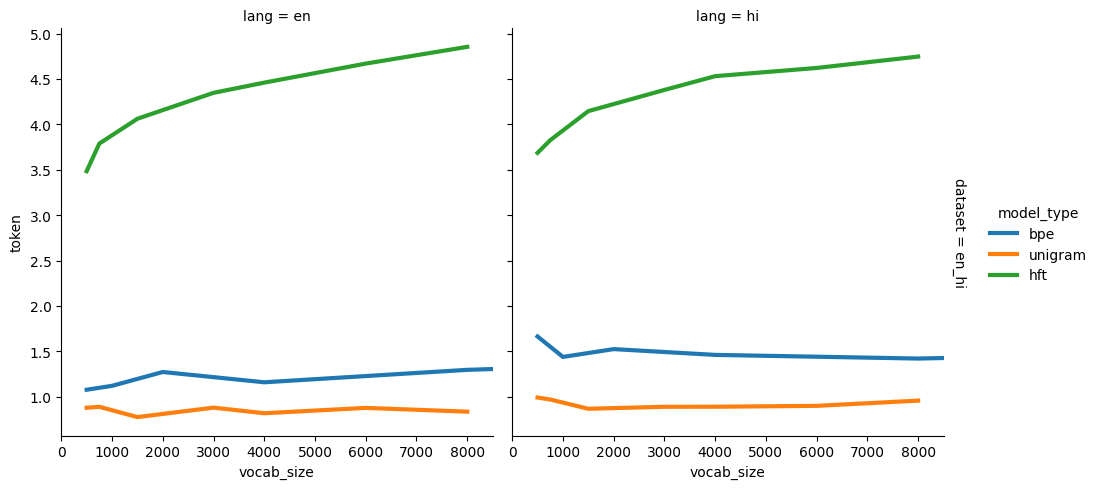 lang = en
lang = hi
5.0
4.5
4.0
3.5
3.0
2.5
2.0
1.5
1.0
token
0 1000 2000 3000 4000 5000 6000 7000 8000
vocab_size
0 1000 2000 3000 4000 5000 6000 7000 8000
vocab_size
dataset = en_hi
model_type
bpe
unigram
hft